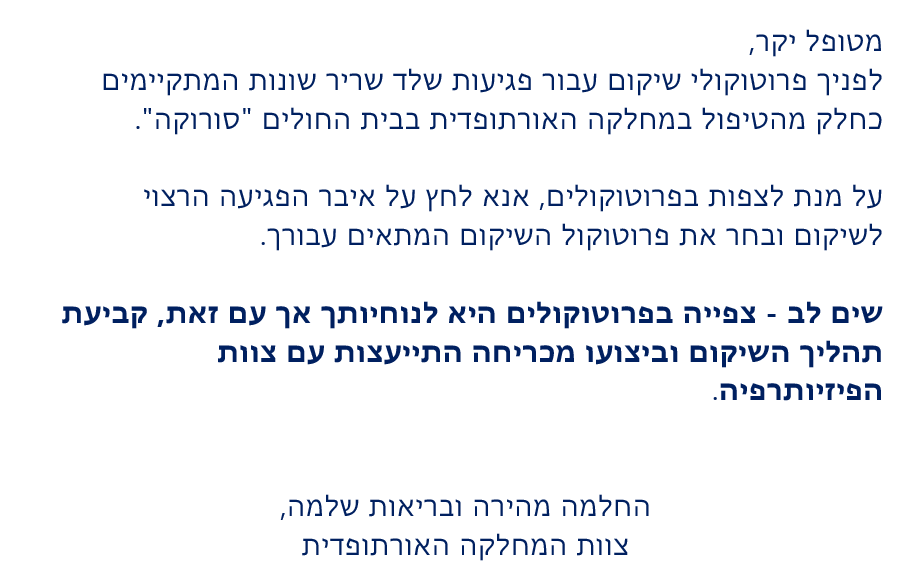 מטופל יקר,
לפניך פרוטוקולי שיקום עבור פגיעות שלד שריר שונות המתקיימים
כחלק מהטיפול במחלקה האורתופדית בבית החולים "סורוקה".
על מנת לצפות בפרוטוקולים, אנא לחץ על איבר הפגיעה הרצוי
לשיקום ובחר את פרוטוקול השיקום המתאים עבורך.
שים לב - צפייה בפרוטוקולים היא לנוחיותך אך עם זאת, קביעת
תהליך השיקום וביצועו מכריחה התייעצות עם צוות
הפיזיותרפיה.
החלמה מהירה ובריאות שלמה,
צוות המחלקה האורתופדית